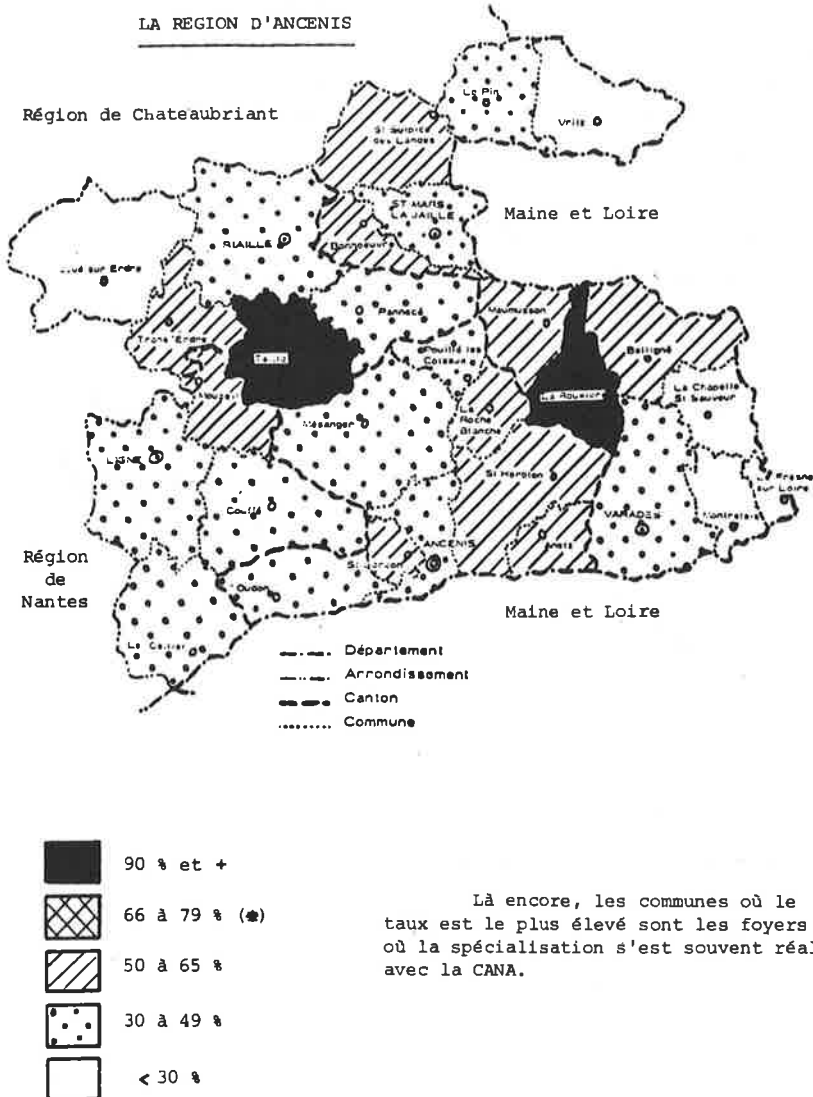 LA REGION D'ANCENIS
Région de Chateaubriant
Le Pin
Vritz
St Sulpice
des Landes
ST MARS
LA JAILLE
Maine et Loire
RIAILLE
Bonnoeuvre
sur Erdre
Pannecé
Maumusson
Trans/Erdre
Teillé
Pouillé les
Coteaux
Belligné
La Rouxière
La Chapelle
St Sauveur
Mouzeil
La
Roche
Blanche
Mésanger
LIGNE
St Herblon
Le Fresne
sur Loire
Couffé
VARADES
Montrelais
Région
de
Nantes
ANCENIS
Anetz
St Géréon
Oudon
Maine et Loire
Le Cellier
Département
Arrondissement
Canton
Commune
90 % et +
66 à 79 % (*)
50 à 65 %
30 à 49 %
< 30 %
Là encore, les communes où le
taux est le plus élevé sont les foyers
où la spécialisation s'est souvent réal
avec la CANA.